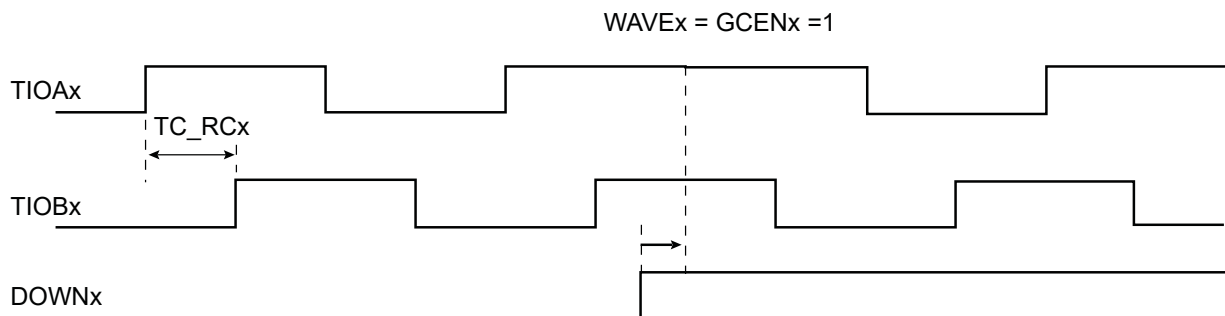 WAVEx = GCENx =1
TIOAx
TC_RCx
TIOBx
DOWNx